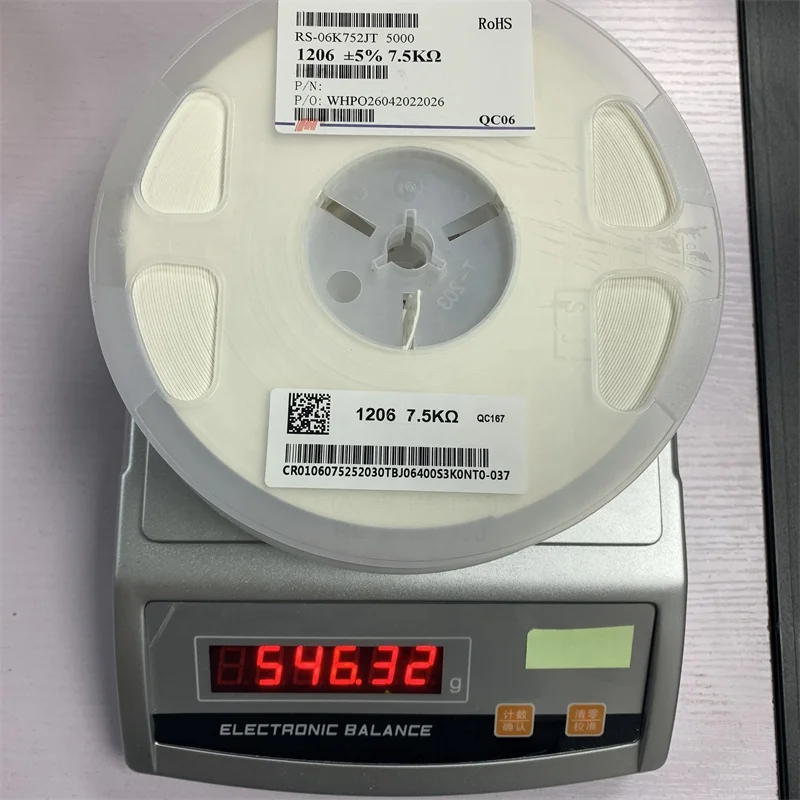 RoHS
RS-06K752JT 5000
1206 ±5% 7.5KΩ
P/N:
P/O: WHPO26042022026
QC06
T-203
1206 7.5KΩ QC167
CR0106075252030TBJ06400S3K0NT0-037
546.32 g
ELECTRONIC BALANCE
计数
确认
清零
校准